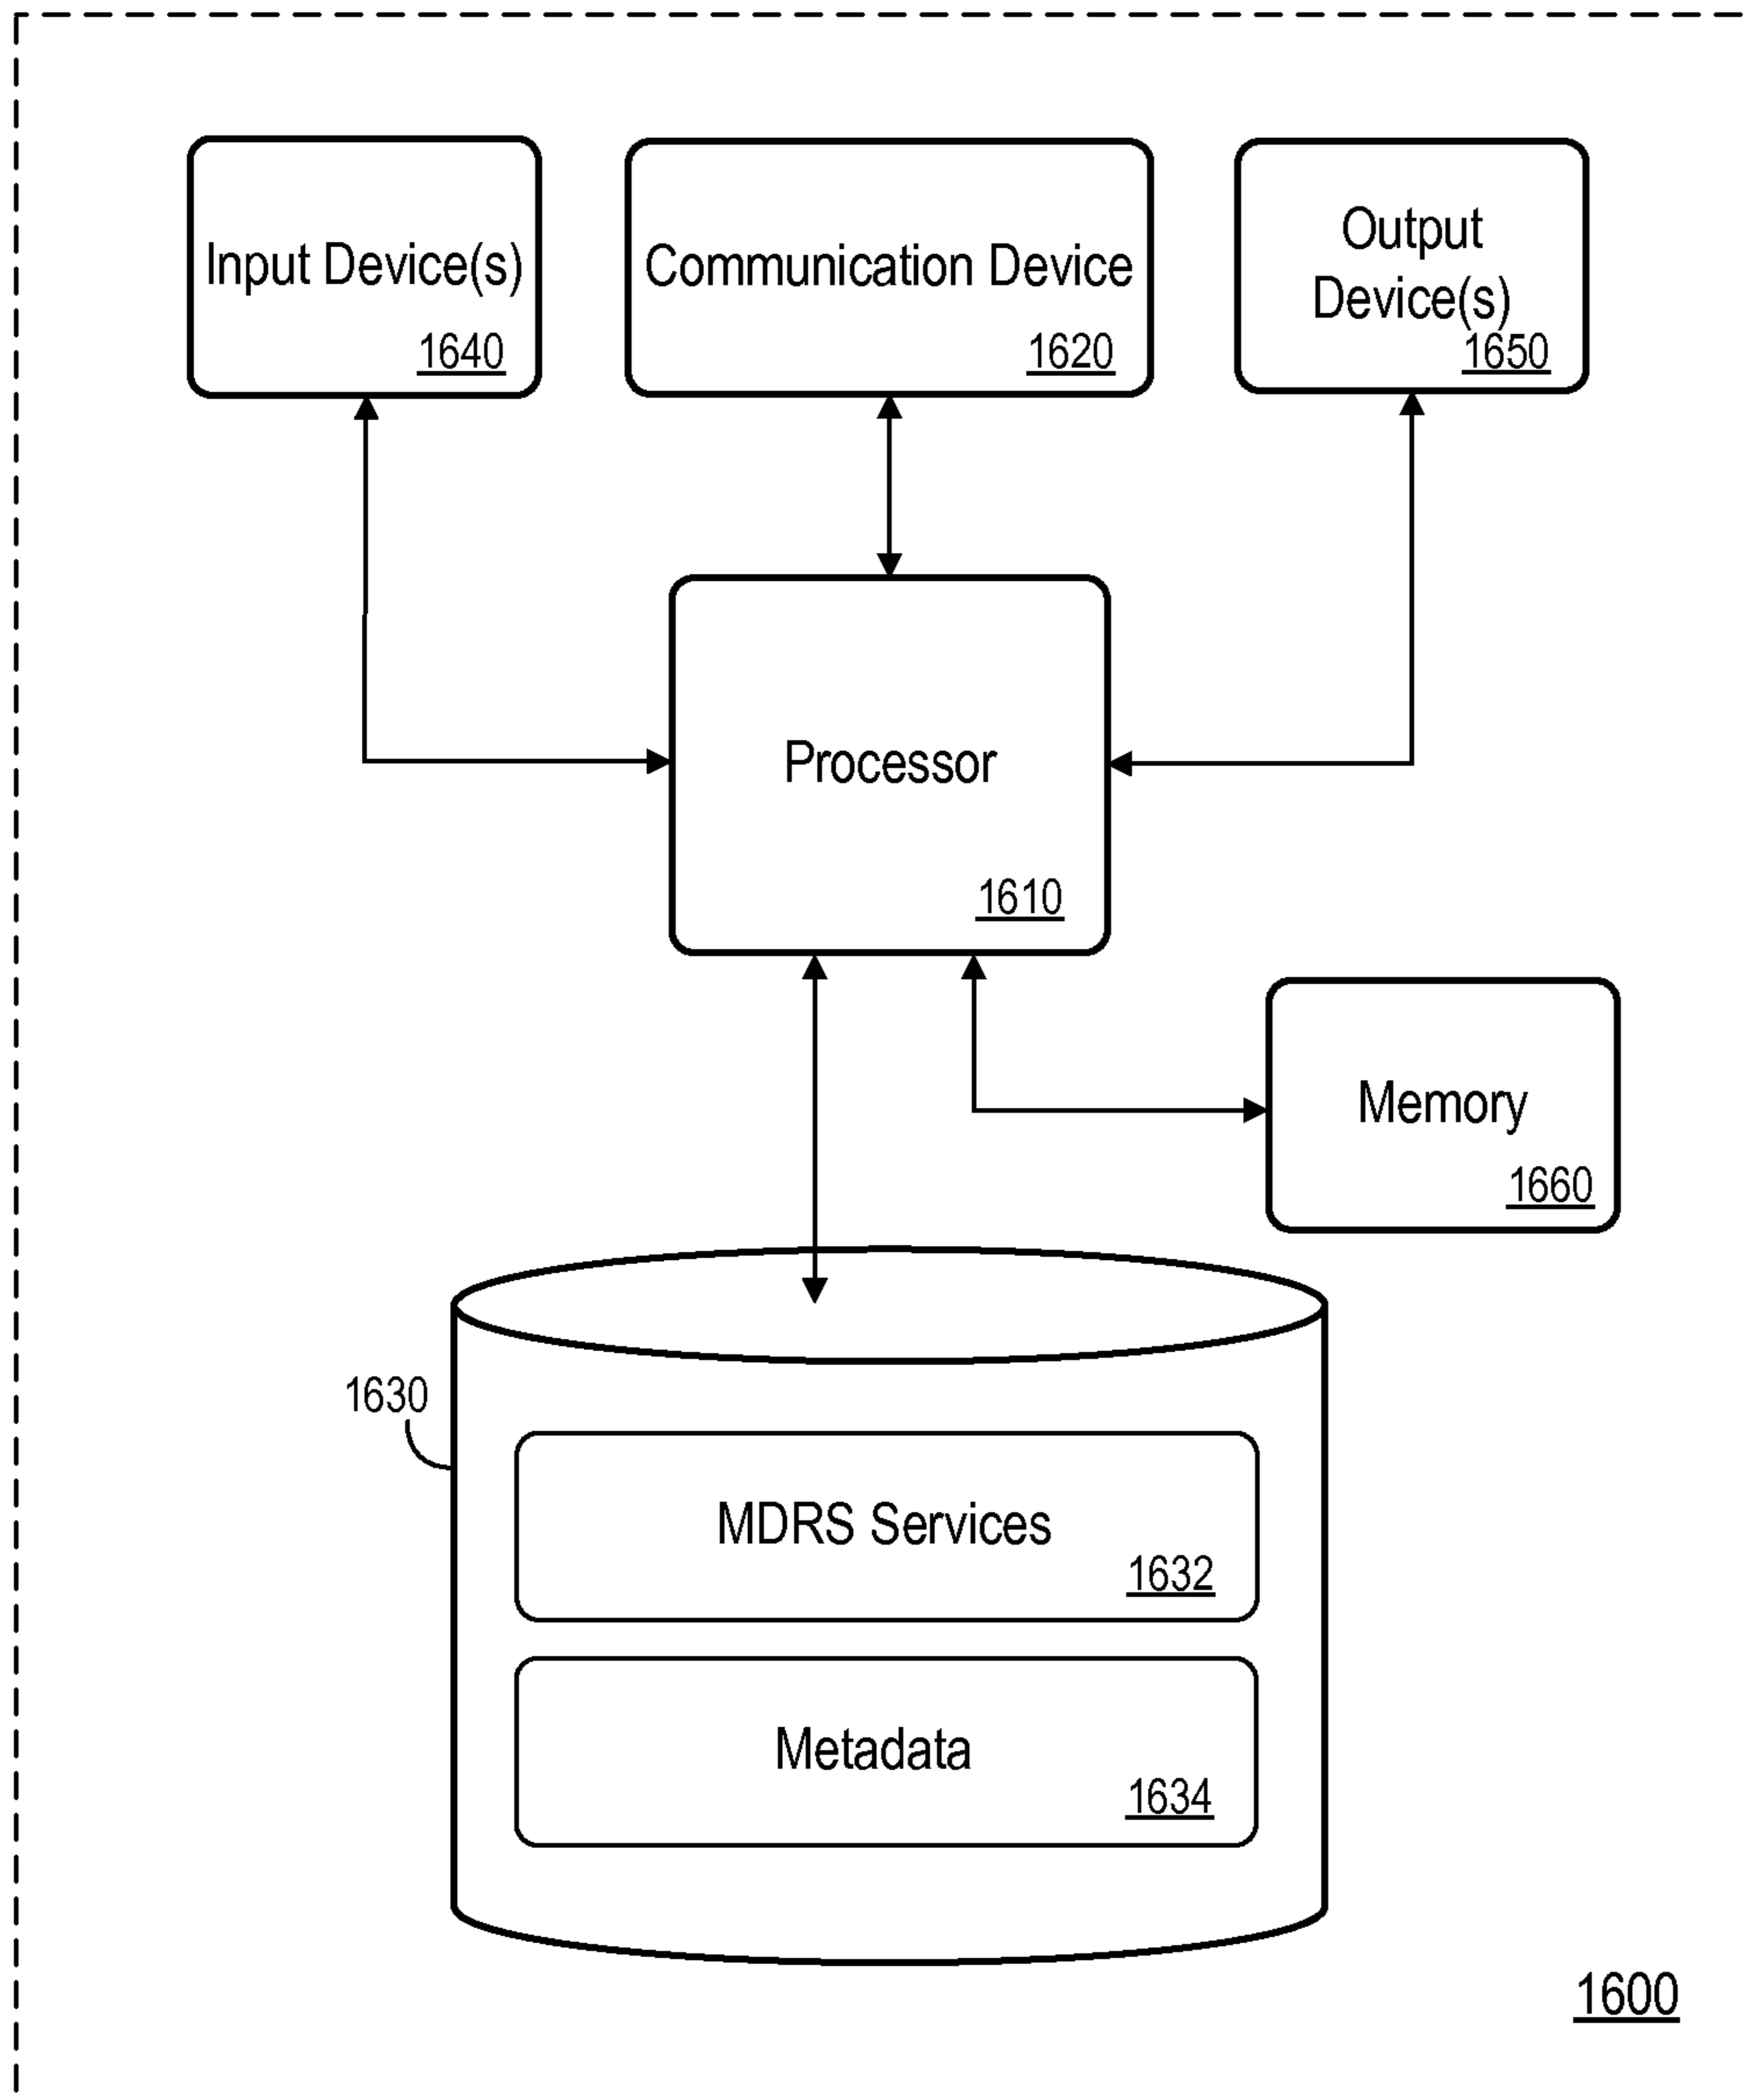 Input Device(s)
1640
Communication Device
1620
Output
Device(s)
1650
Processor
1610
Memory
1660
1630
MDRS Services
1632
Metadata
1634
1600